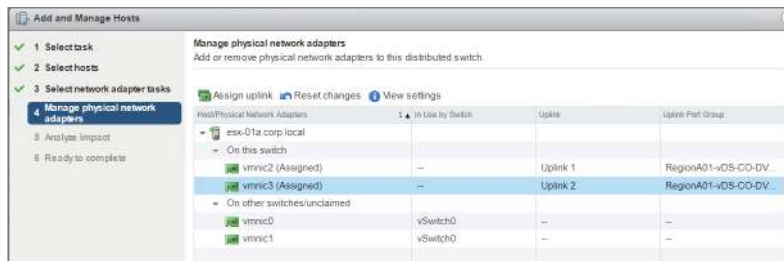 Add and Manage Hosts
1 Select task
2 Select hosts
3 Select network adapter tasks
4 Manage physical network
adapters
5 Analyze impact
6 Ready to complete
Manage physical network adapters
Add or remove physical network adapters to this distributed switch.
Assign uplink Reset changes View settings
Host/Physical Network Adapters 1 ▲ In Use by Switch Uplink Uplink Port Group
esx-01a.corp.local
On this switch
vmnic2 (Assigned) -- Uplink 1 RegionA01-vDS-CO-DV...
vmnic3 (Assigned) -- Uplink 2 RegionA01-vDS-CO-DV...
On other switches/unclaimed
vmnic0 vSwitch0 -- --
vmnic1 vSwitch0 -- --